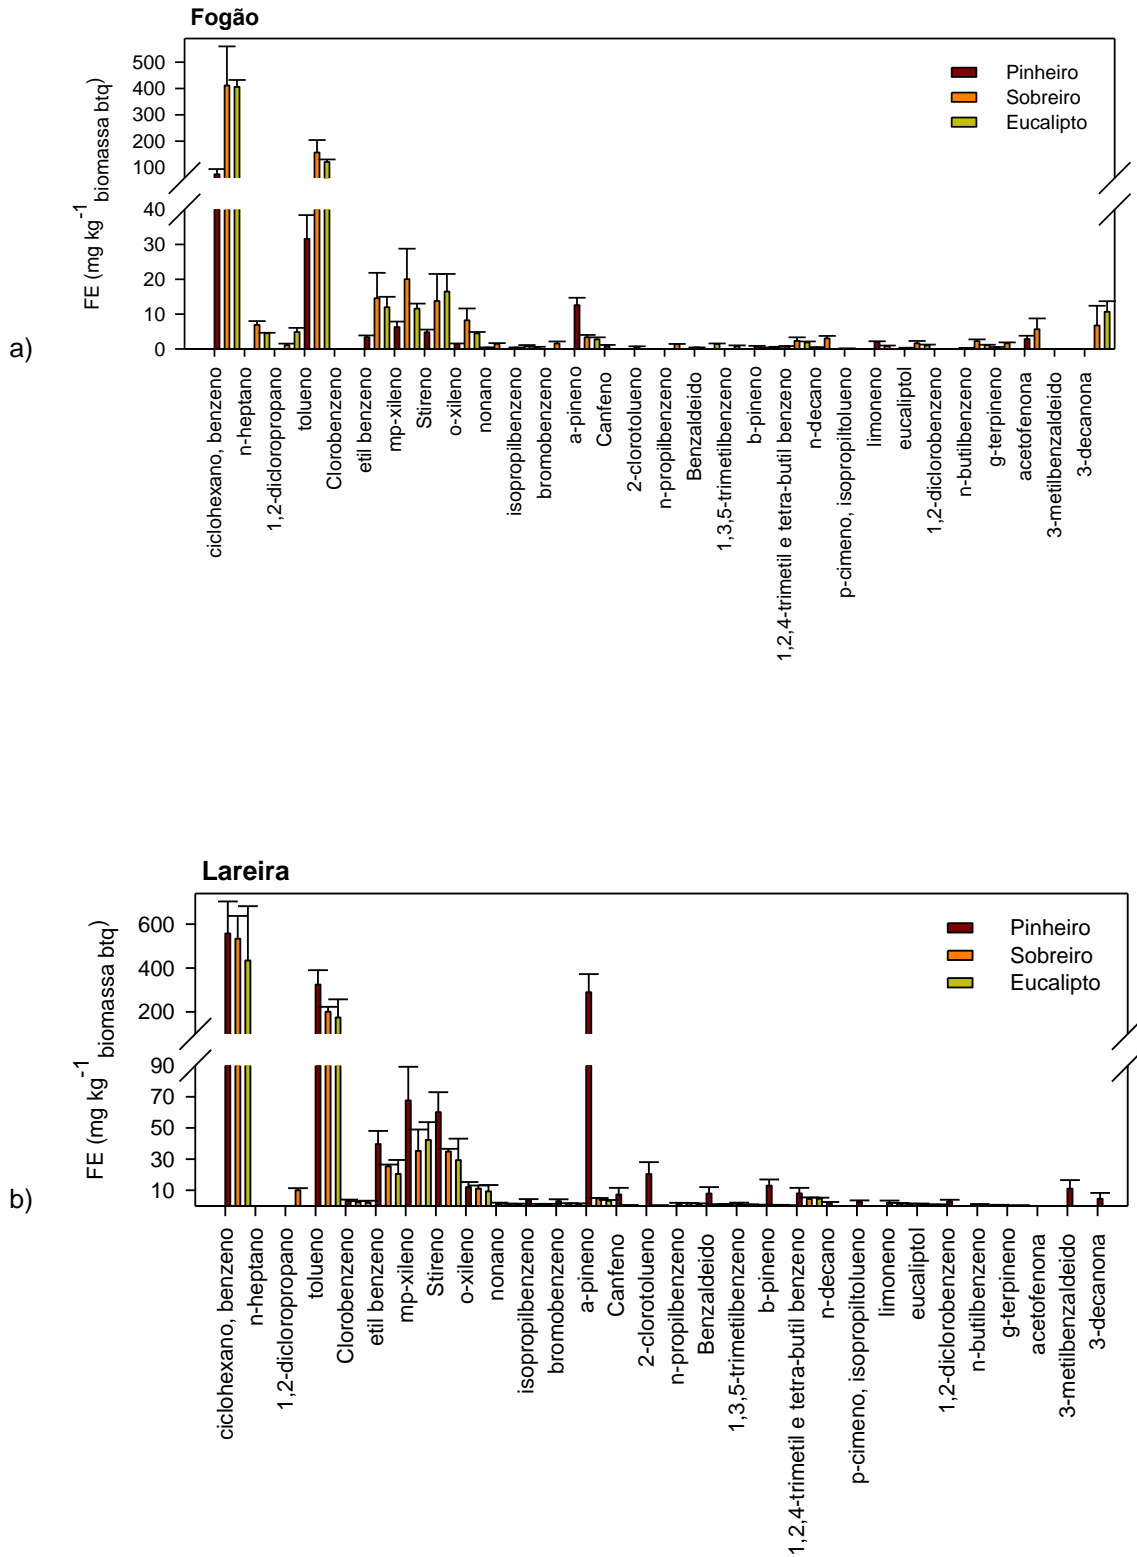 Fogão
500
400
300
200
100
40
30
20
10
0
FE (mg kg-1 biomassa btq)
Pinheiro
Sobreiro
Eucalipto
a)
ciclohexano, benzeno
n-heptano
1,2-dicloropropano
tolueno
Clorobenzeno
etil benzeno
mp-xileno
Stireno
o-xileno
nonano
isopropilbenzeno
bromobenzeno
a-pineno
Canfeno
2-clorotolueno
n-propilbenzeno
Benzaldeido
1,3,5-trimetilbenzeno
b-pineno
1,2,4-trimetil e tetra-butil benzeno
n-decano
p-cimeno, isopropiltolueno
limoneno
eucaliptol
1,2-diclorobenzeno
n-butilbenzeno
g-terpineno
acetofenona
3-metilbenzaldeido
3-decanona
Lareira
600
400
200
90
70
50
30
10
FE (mg kg-1 biomassa btq)
Pinheiro
Sobreiro
Eucalipto
b)
ciclohexano, benzeno
n-heptano
1,2-dicloropropano
tolueno
Clorobenzeno
etil benzeno
mp-xileno
Stireno
o-xileno
nonano
isopropilbenzeno
bromobenzeno
a-pineno
Canfeno
2-clorotolueno
n-propilbenzeno
Benzaldeido
1,3,5-trimetilbenzeno
b-pineno
1,2,4-trimetil e tetra-butil benzeno
n-decano
p-cimeno, isopropiltolueno
limoneno
eucaliptol
1,2-diclorobenzeno
n-butilbenzeno
g-terpineno
acetofenona
3-metilbenzaldeido
3-decanona